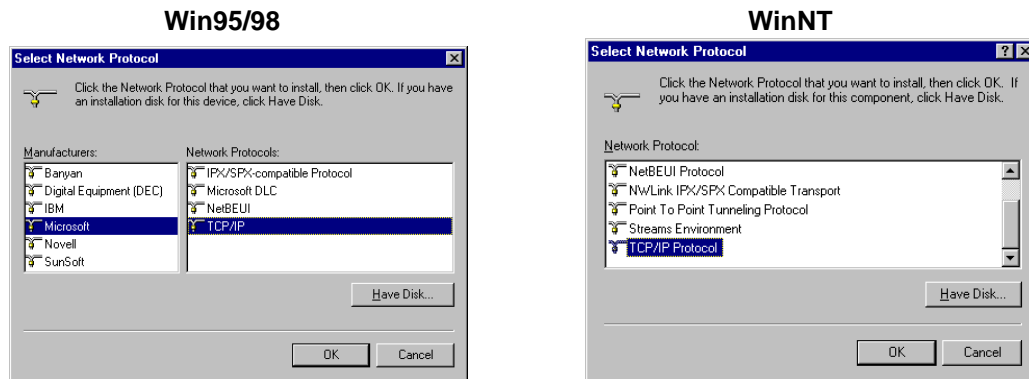 Win95/98
Select Network Protocol
Click the Network Protocol that you want to install, then click OK. If you have
an installation disk for this device, click Have Disk.
Manufacturers:
Banyan
Digital Equipment (DEC)
IBM
Microsoft
Novell
SunSoft
Network Protocols:
IPX/SPX-compatible Protocol
Microsoft DLC
NetBEUI
TCP/IP
Have Disk...
OK
Cancel
WinNT
Select Network Protocol
Click the Network Protocol that you want to install, then click OK. If
you have an installation disk for this component, click Have Disk.
Network Protocol:
NetBEUI Protocol
NWLink IPX/SPX Compatible Transport
Point To Point Tunneling Protocol
Streams Environment
TCP/IP Protocol
Have Disk...
OK
Cancel